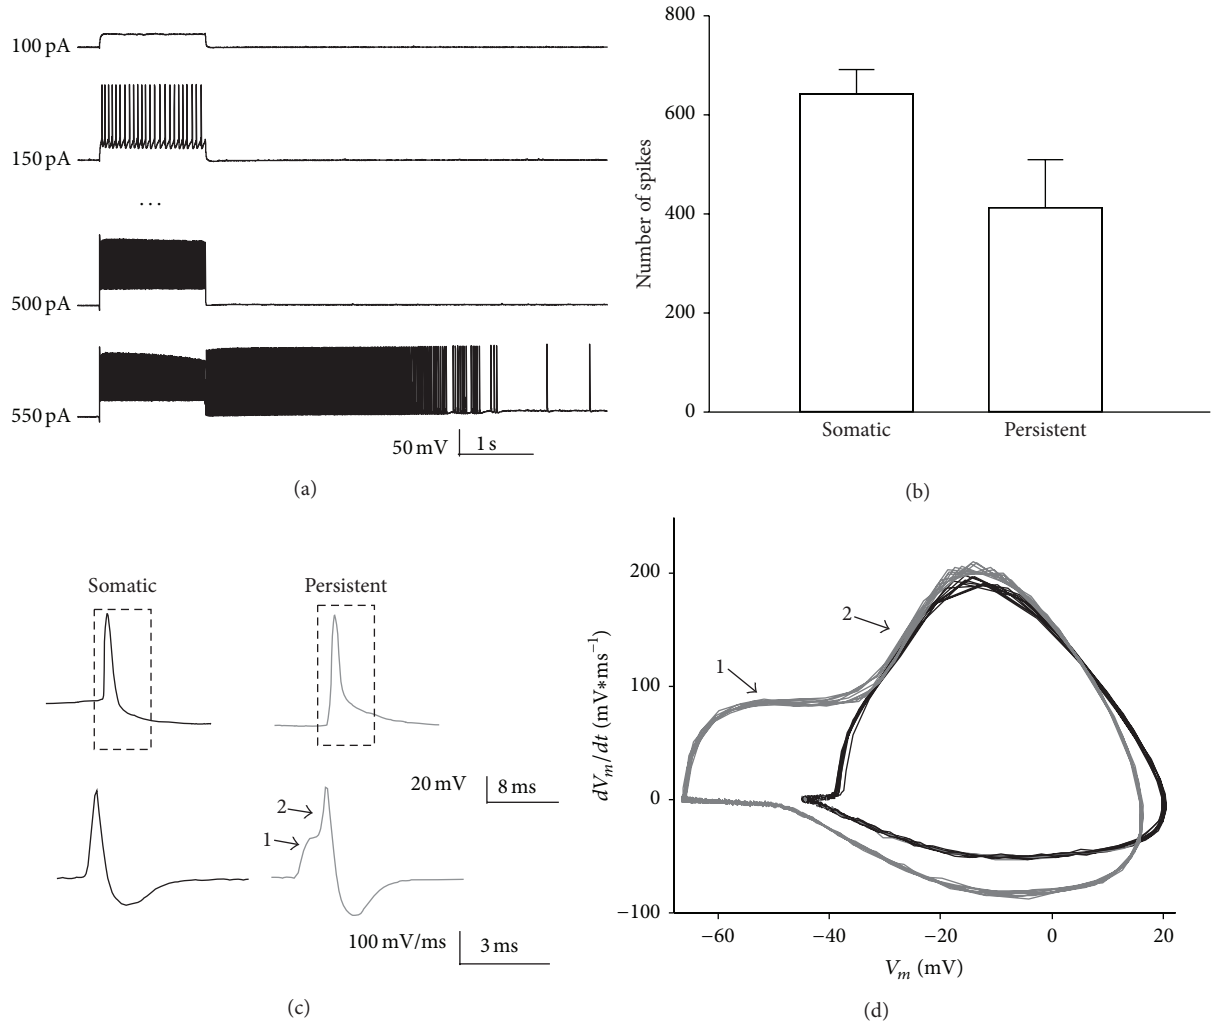 100 pA
150 pA
...
500 pA
550 pA
50 mV
1 s
(a)
800
600
400
200
0
Number of spikes
Somatic
Persistent
(b)
Somatic
Persistent
20 mV
8 ms
2
1
100 mV/ms
3 ms
(c)
200
100
0
−100
dVm/dt (mV∗ms−1)
2
1
−60
−40
−20
0
20
Vm (mV)
(d)